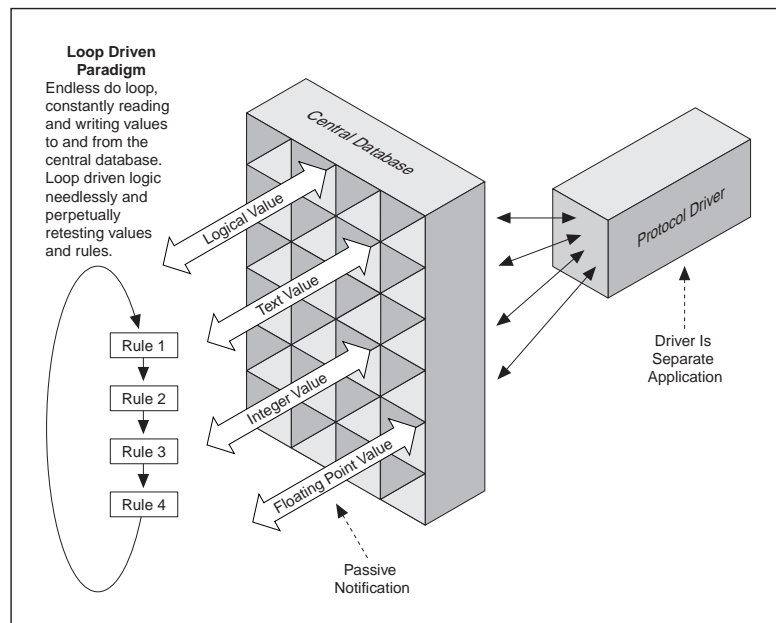 Loop Driven
Paradigm
Endless do loop,
constantly reading
and writing values
to and from the
central database.
Loop driven logic
needlessly and
perpetually
retesting values
and rules.
Rule 1
Rule 2
Rule 3
Rule 4
Central Database
Logical Value
Text Value
Integer Value
Floating Point Value
Passive
Notification
Protocol Driver
Driver Is
Separate
Application